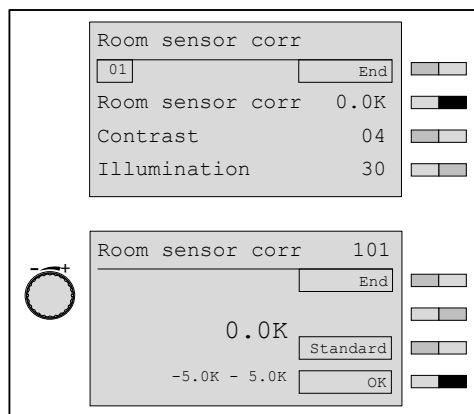 Room sensor corr
01 End
Room sensor corr 0.0K
Contrast 04
Illumination 30
Room sensor corr 101
End
- +
0.0K
Standard
-5.0K - 5.0K OK